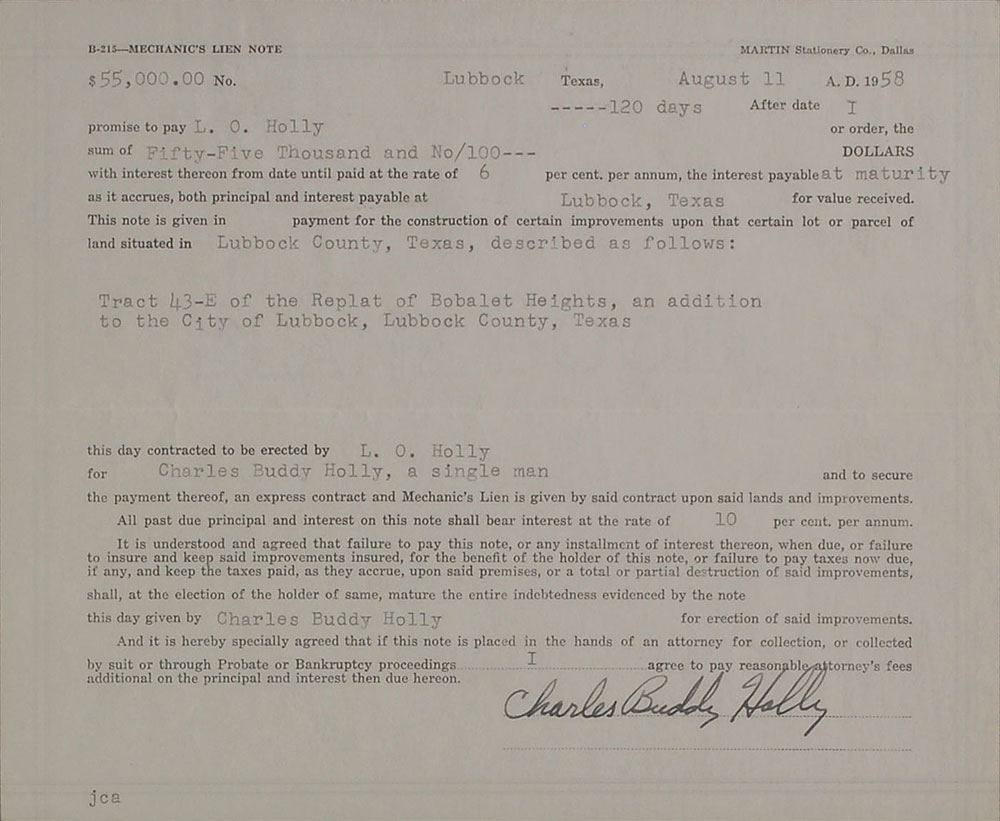 B-215—MECHANIC'S LIEN NOTE MARTIN Stationery Co., Dallas
$55,000.00 No. Lubbock Texas, August 11 A. D. 1958
-----120 days After date I
promise to pay L. O. Holly or order, the
sum of Fifty-Five Thousand and No/100--- DOLLARS
with interest thereon from date until paid at the rate of 6 per cent. per annum, the interest payable at maturity
as it accrues, both principal and interest payable at Lubbock, Texas for value received.
This note is given in payment for the construction of certain improvements upon that certain lot or parcel of
land situated in Lubbock County, Texas, described as follows:
Tract 43-E of the Replat of Bobalet Heights, an addition
to the City of Lubbock, Lubbock County, Texas
this day contracted to be erected by L. O. Holly
for Charles Buddy Holly, a single man and to secure
the payment thereof, an express contract and Mechanic's Lien is given by said contract upon said lands and improvements.
All past due principal and interest on this note shall bear interest at the rate of 10 per cent. per annum.
It is understood and agreed that failure to pay this note, or any installment of interest thereon, when due, or failure
to insure and keep said improvements insured, for the benefit of the holder of this note, or failure to pay taxes now due,
if any, and keep the taxes paid, as they accrue, upon said premises, or a total or partial destruction of said improvements,
shall, at the election of the holder of same, mature the entire indebtedness evidenced by the note
this day given by Charles Buddy Holly for erection of said improvements.
And it is hereby specially agreed that if this note is placed in the hands of an attorney for collection, or collected
by suit or through Probate or Bankruptcy proceedings I agree to pay reasonable attorney's fees
additional on the principal and interest then due hereon.
Charles Buddy Holly
jca